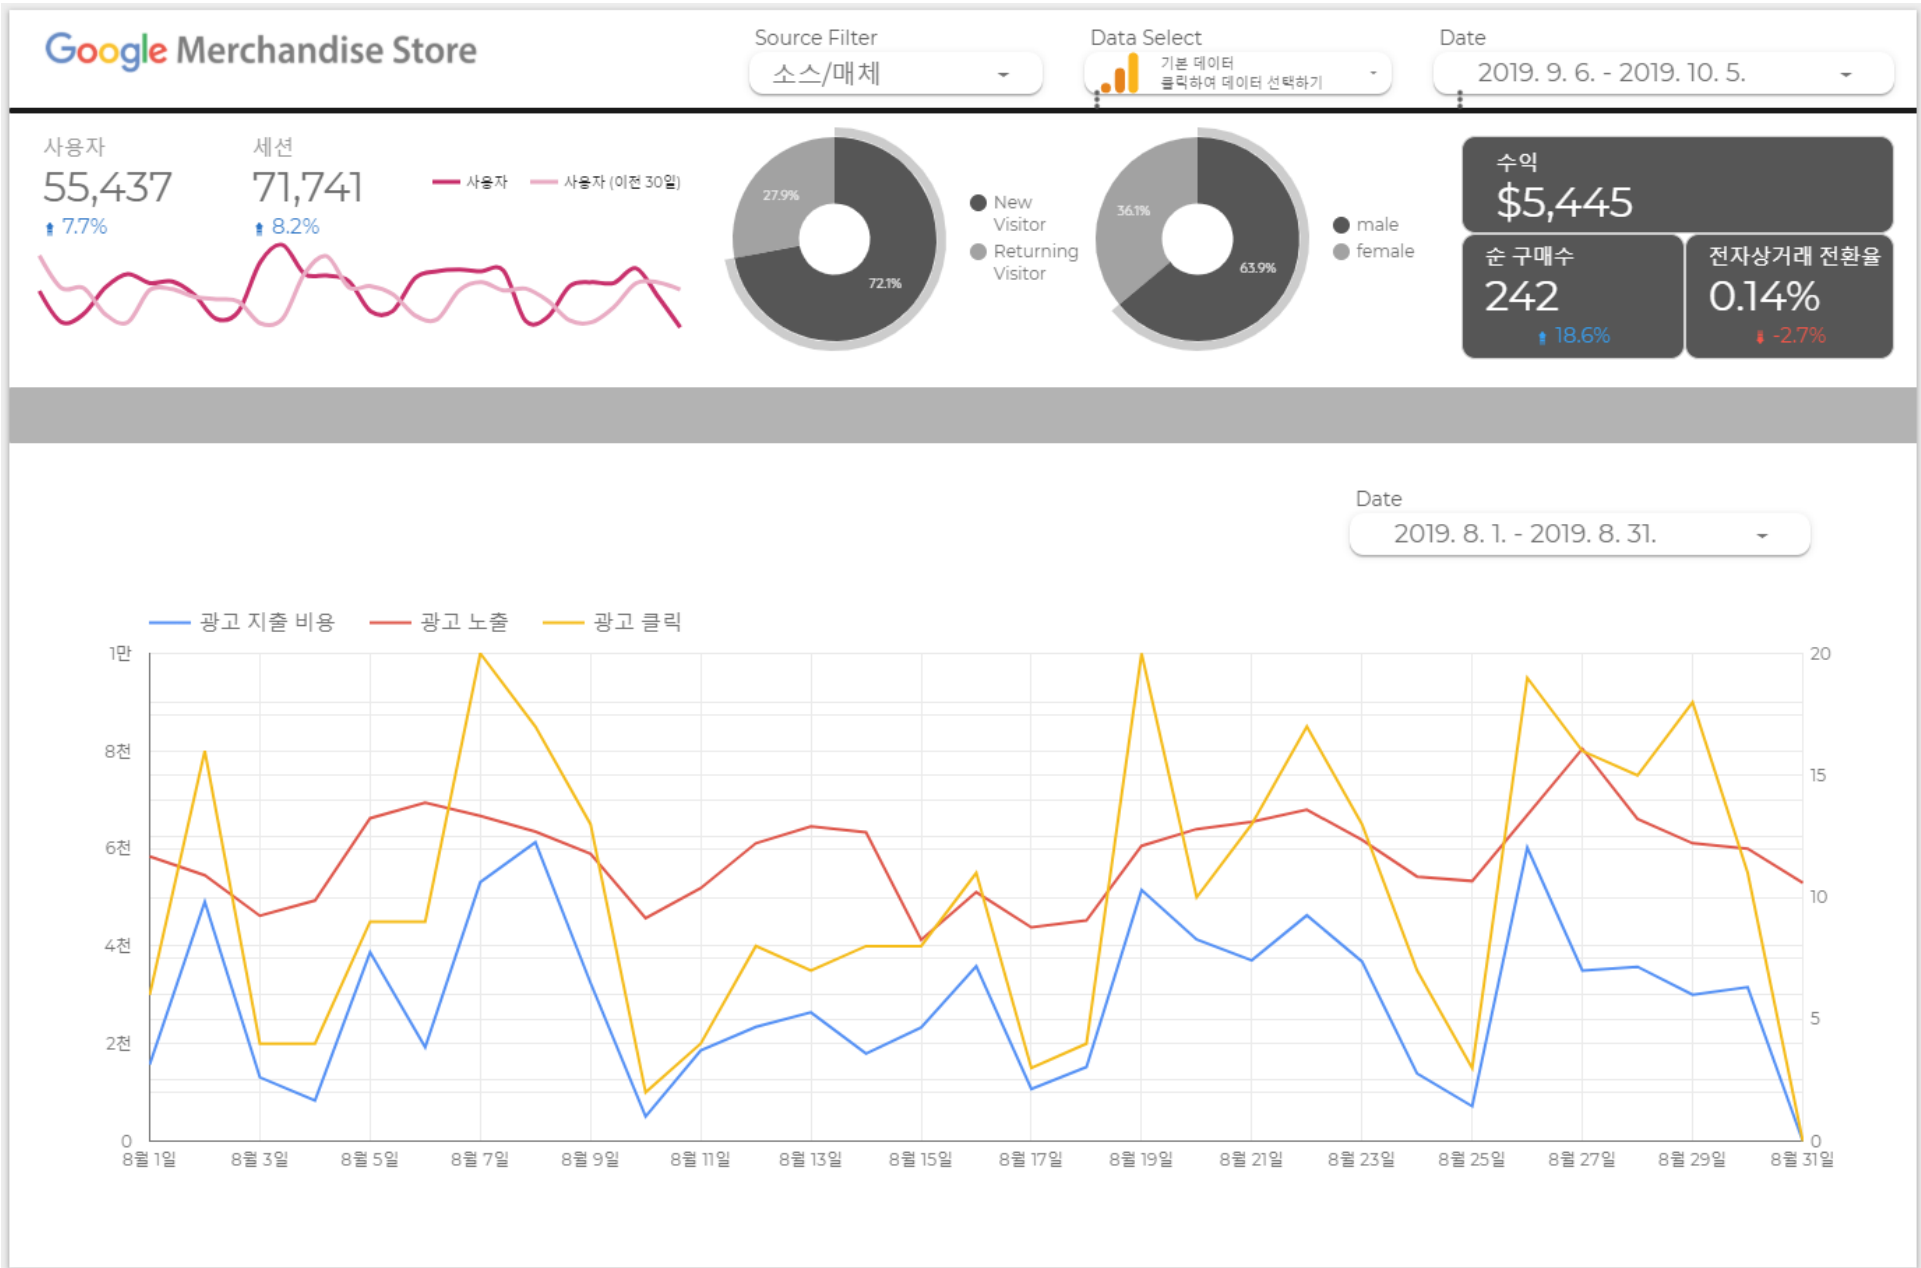 Google Merchandise Store
Source Filter
소스/매체
Data Select
기본 데이터
클릭하여 데이터 선택하기
Date
2019. 9. 6. - 2019. 10. 5.
사용자
55,437
7.7%
세션
71,741
8.2%
사용자
사용자 (이전 30일)
27.9%
72.1%
New
Visitor
Returning
Visitor
36.1%
63.9%
male
female
수익
$5,445
순 구매수
242
18.6%
전자상거래 전환율
0.14%
-2.7%
Date
2019. 8. 1. - 2019. 8. 31.
광고 지출 비용
광고 노출
광고 클릭
1만
8천
6천
4천
2천
0
20
15
10
5
0
8월 1일
8월 3일
8월 5일
8월 7일
8월 9일
8월 11일
8월 13일
8월 15일
8월 17일
8월 19일
8월 21일
8월 23일
8월 25일
8월 27일
8월 29일
8월 31일